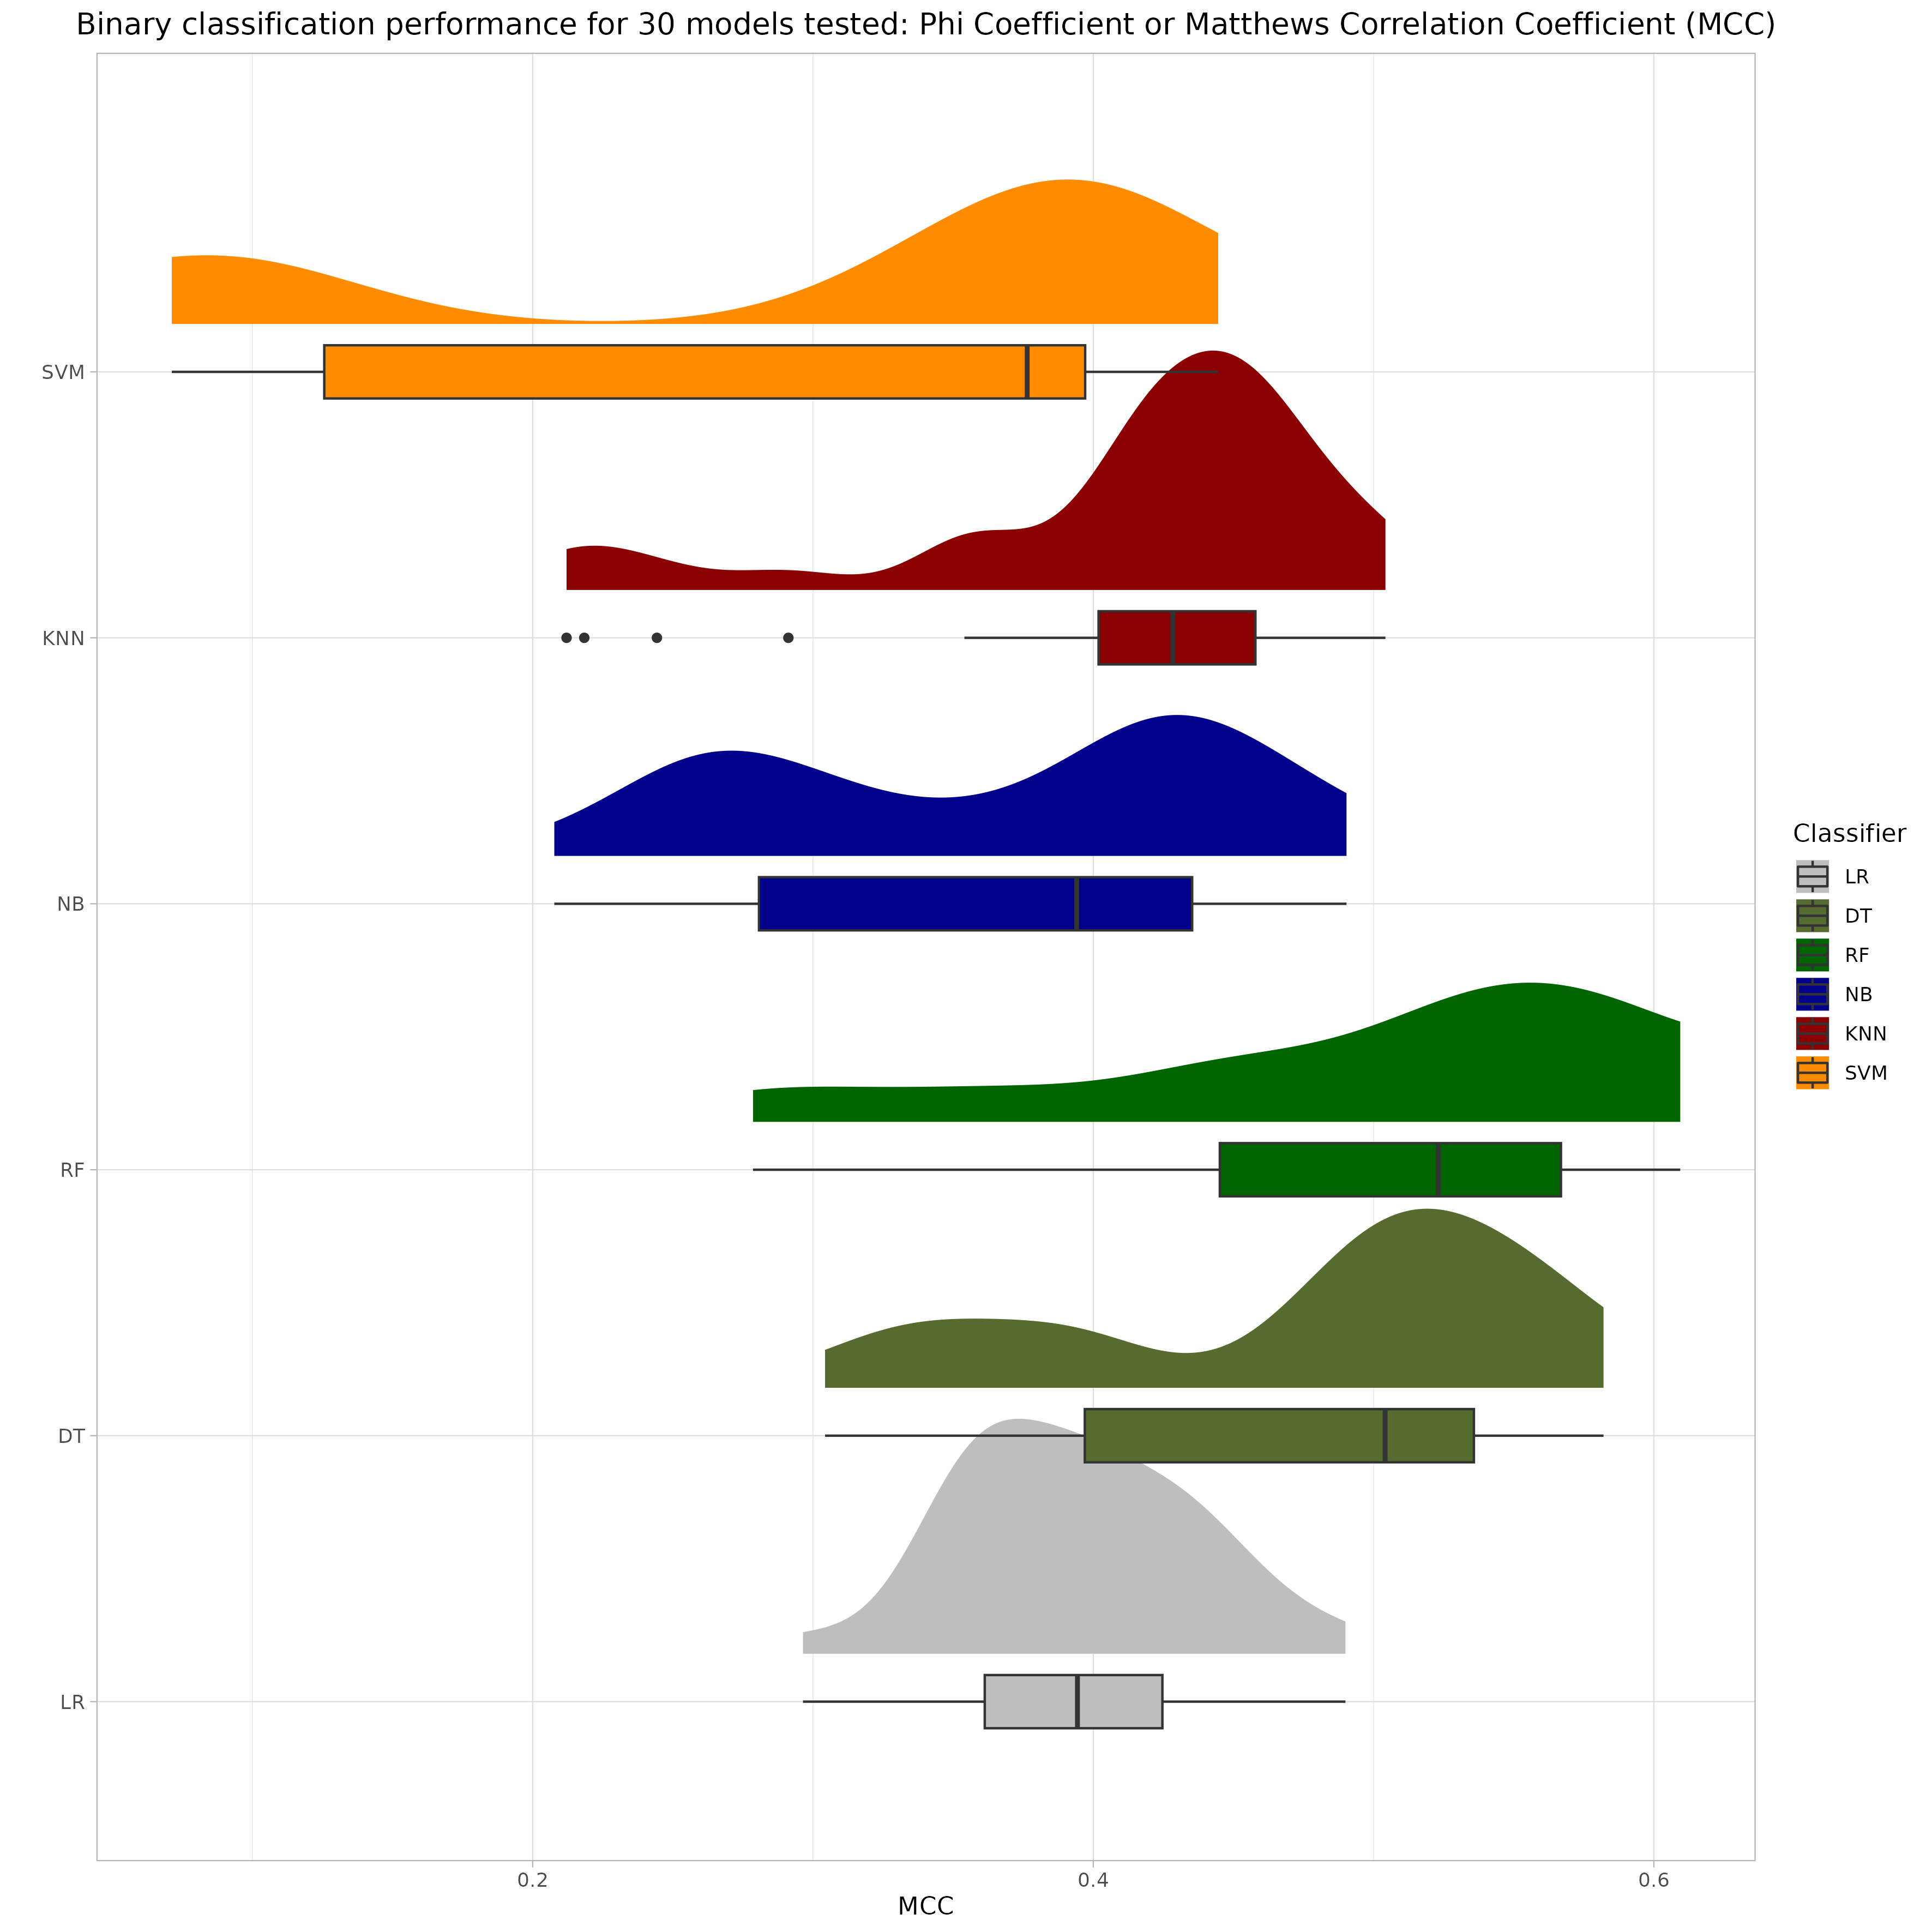 Binary classification performance for 30 models tested: Phi Coefficient or Matthews Correlation Coefficient (MCC)
SVM
KNN
NB
RF
DT
LR
0.2
0.4
0.6
MCC
Classifier
LR
DT
RF
NB
KNN
SVM